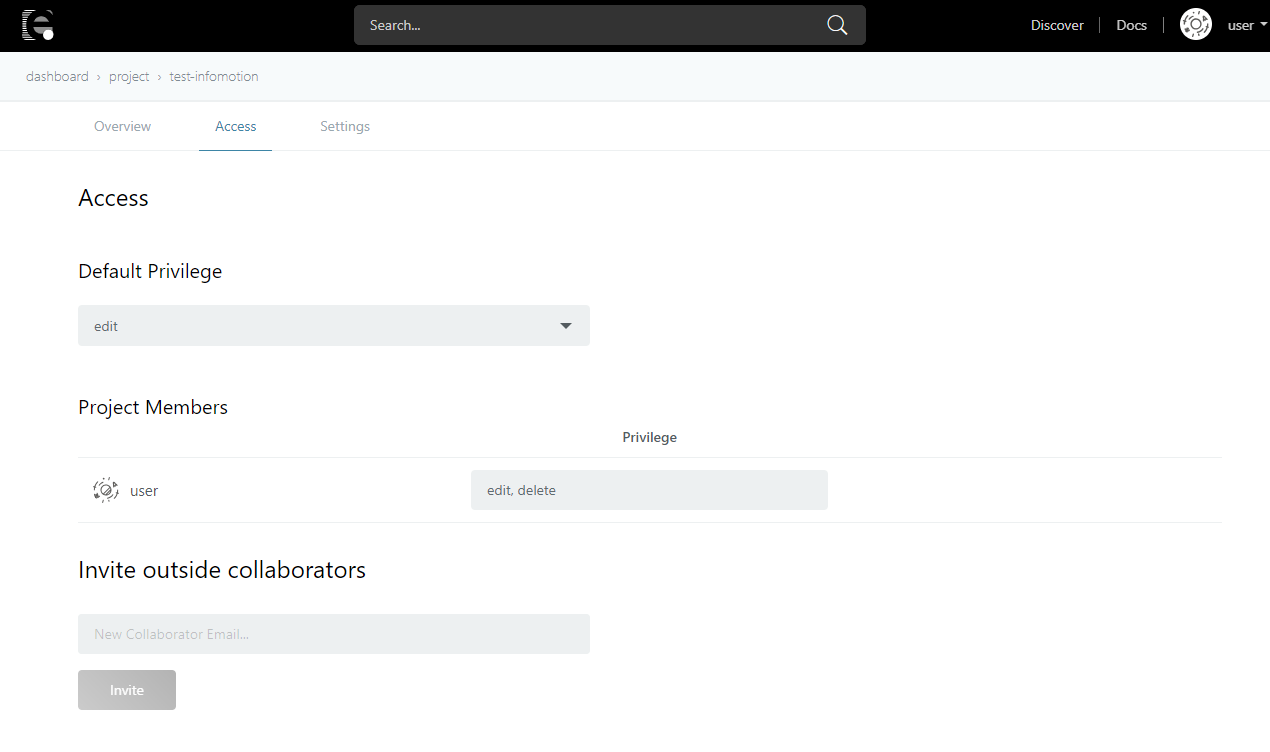 Search...
Discover
Docs
user
dashboard › project › test-infomotion
Overview
Access
Settings
Access
Default Privilege
edit
Project Members
Privilege
user
edit, delete
Invite outside collaborators
New Collaborator Email...
Invite